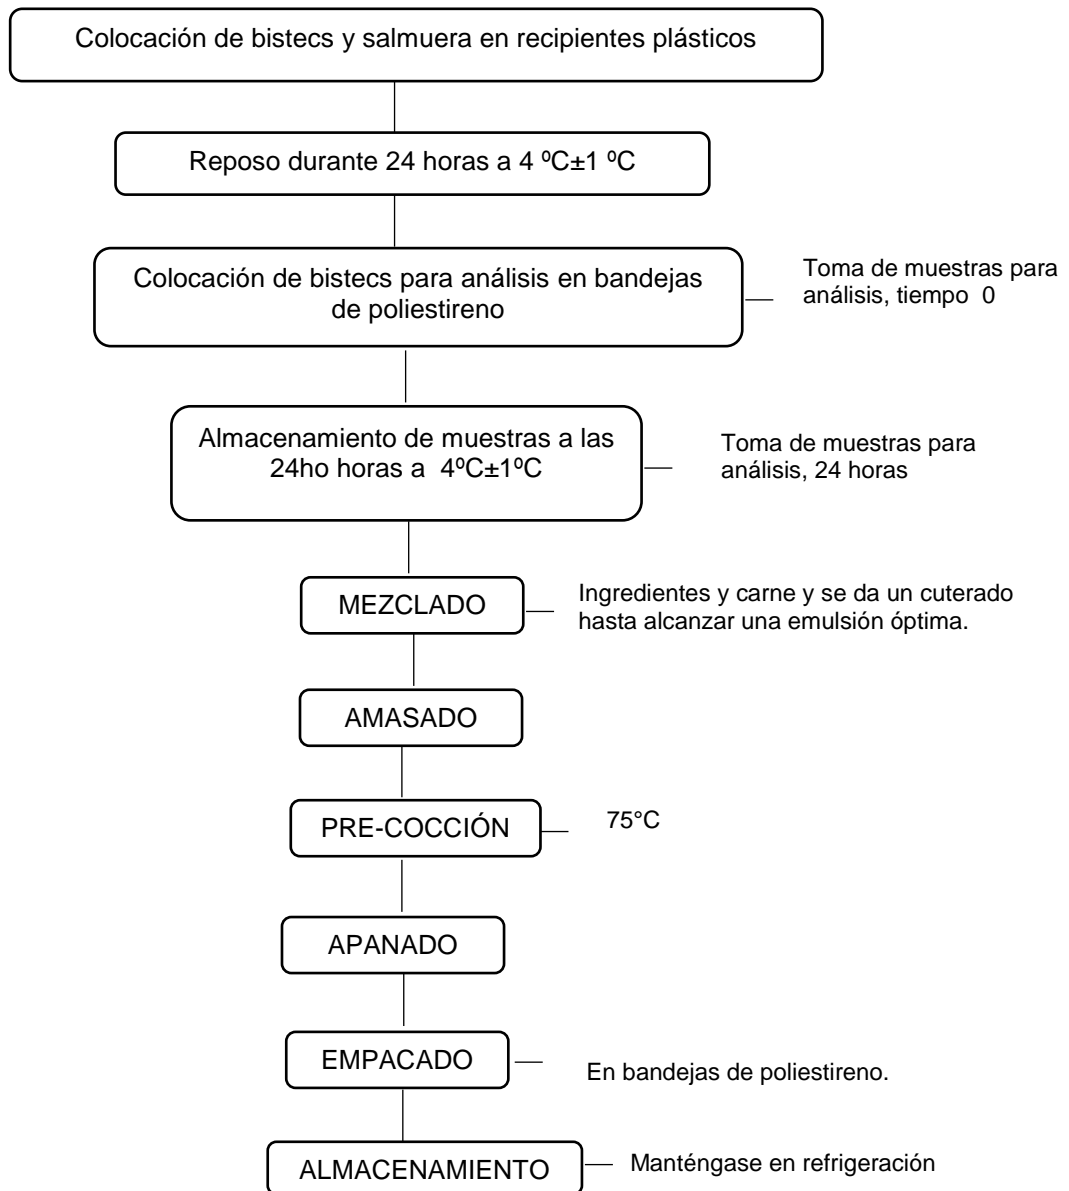 Colocación de bistecs y salmuera en recipientes plásticos
Reposo durante 24 horas a 4 ºC±1 ºC
Colocación de bistecs para análisis en bandejas
de poliestireno
Toma de muestras para
análisis, tiempo 0
Almacenamiento de muestras a las
24ho horas a 4ºC±1ºC
Toma de muestras para
análisis, 24 horas
MEZCLADO
Ingredientes y carne y se da un cuterado
hasta alcanzar una emulsión óptima.
AMASADO
PRE-COCCIÓN
75°C
APANADO
EMPACADO
En bandejas de poliestireno.
ALMACENAMIENTO
Manténgase en refrigeración